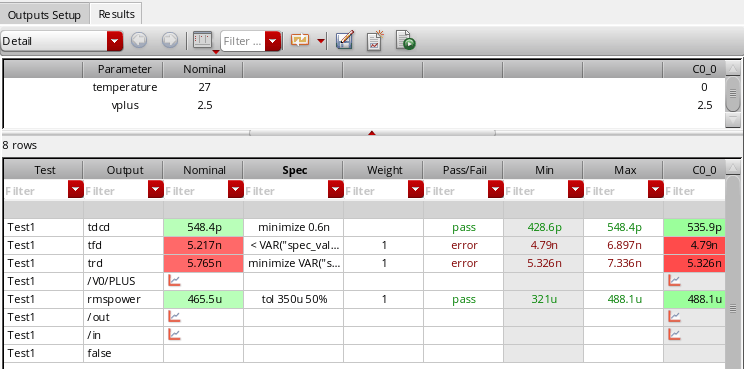 Outputs Setup Results
Detail Filter ...
Parameter Nominal C0_0
temperature 27 0
vplus 2.5 2.5
8 rows
Test Output Nominal Spec Weight Pass/Fail Min Max C0_0
Filter Filter Filter Filter Filter Filter Filter Filter Filter
Test1 tdcd 548.4p minimize 0.6n pass 428.6p 548.4p 535.9p
Test1 tfd 5.217n < VAR("spec_val... 1 error 4.79n 6.897n 4.79n
Test1 trd 5.765n minimize VAR("s... 1 error 5.326n 7.336n 5.326n
Test1 /V0/PLUS
Test1 rmspower 465.5u tol 350u 50% 1 pass 321u 488.1u 488.1u
Test1 /out
Test1 /in
Test1 false